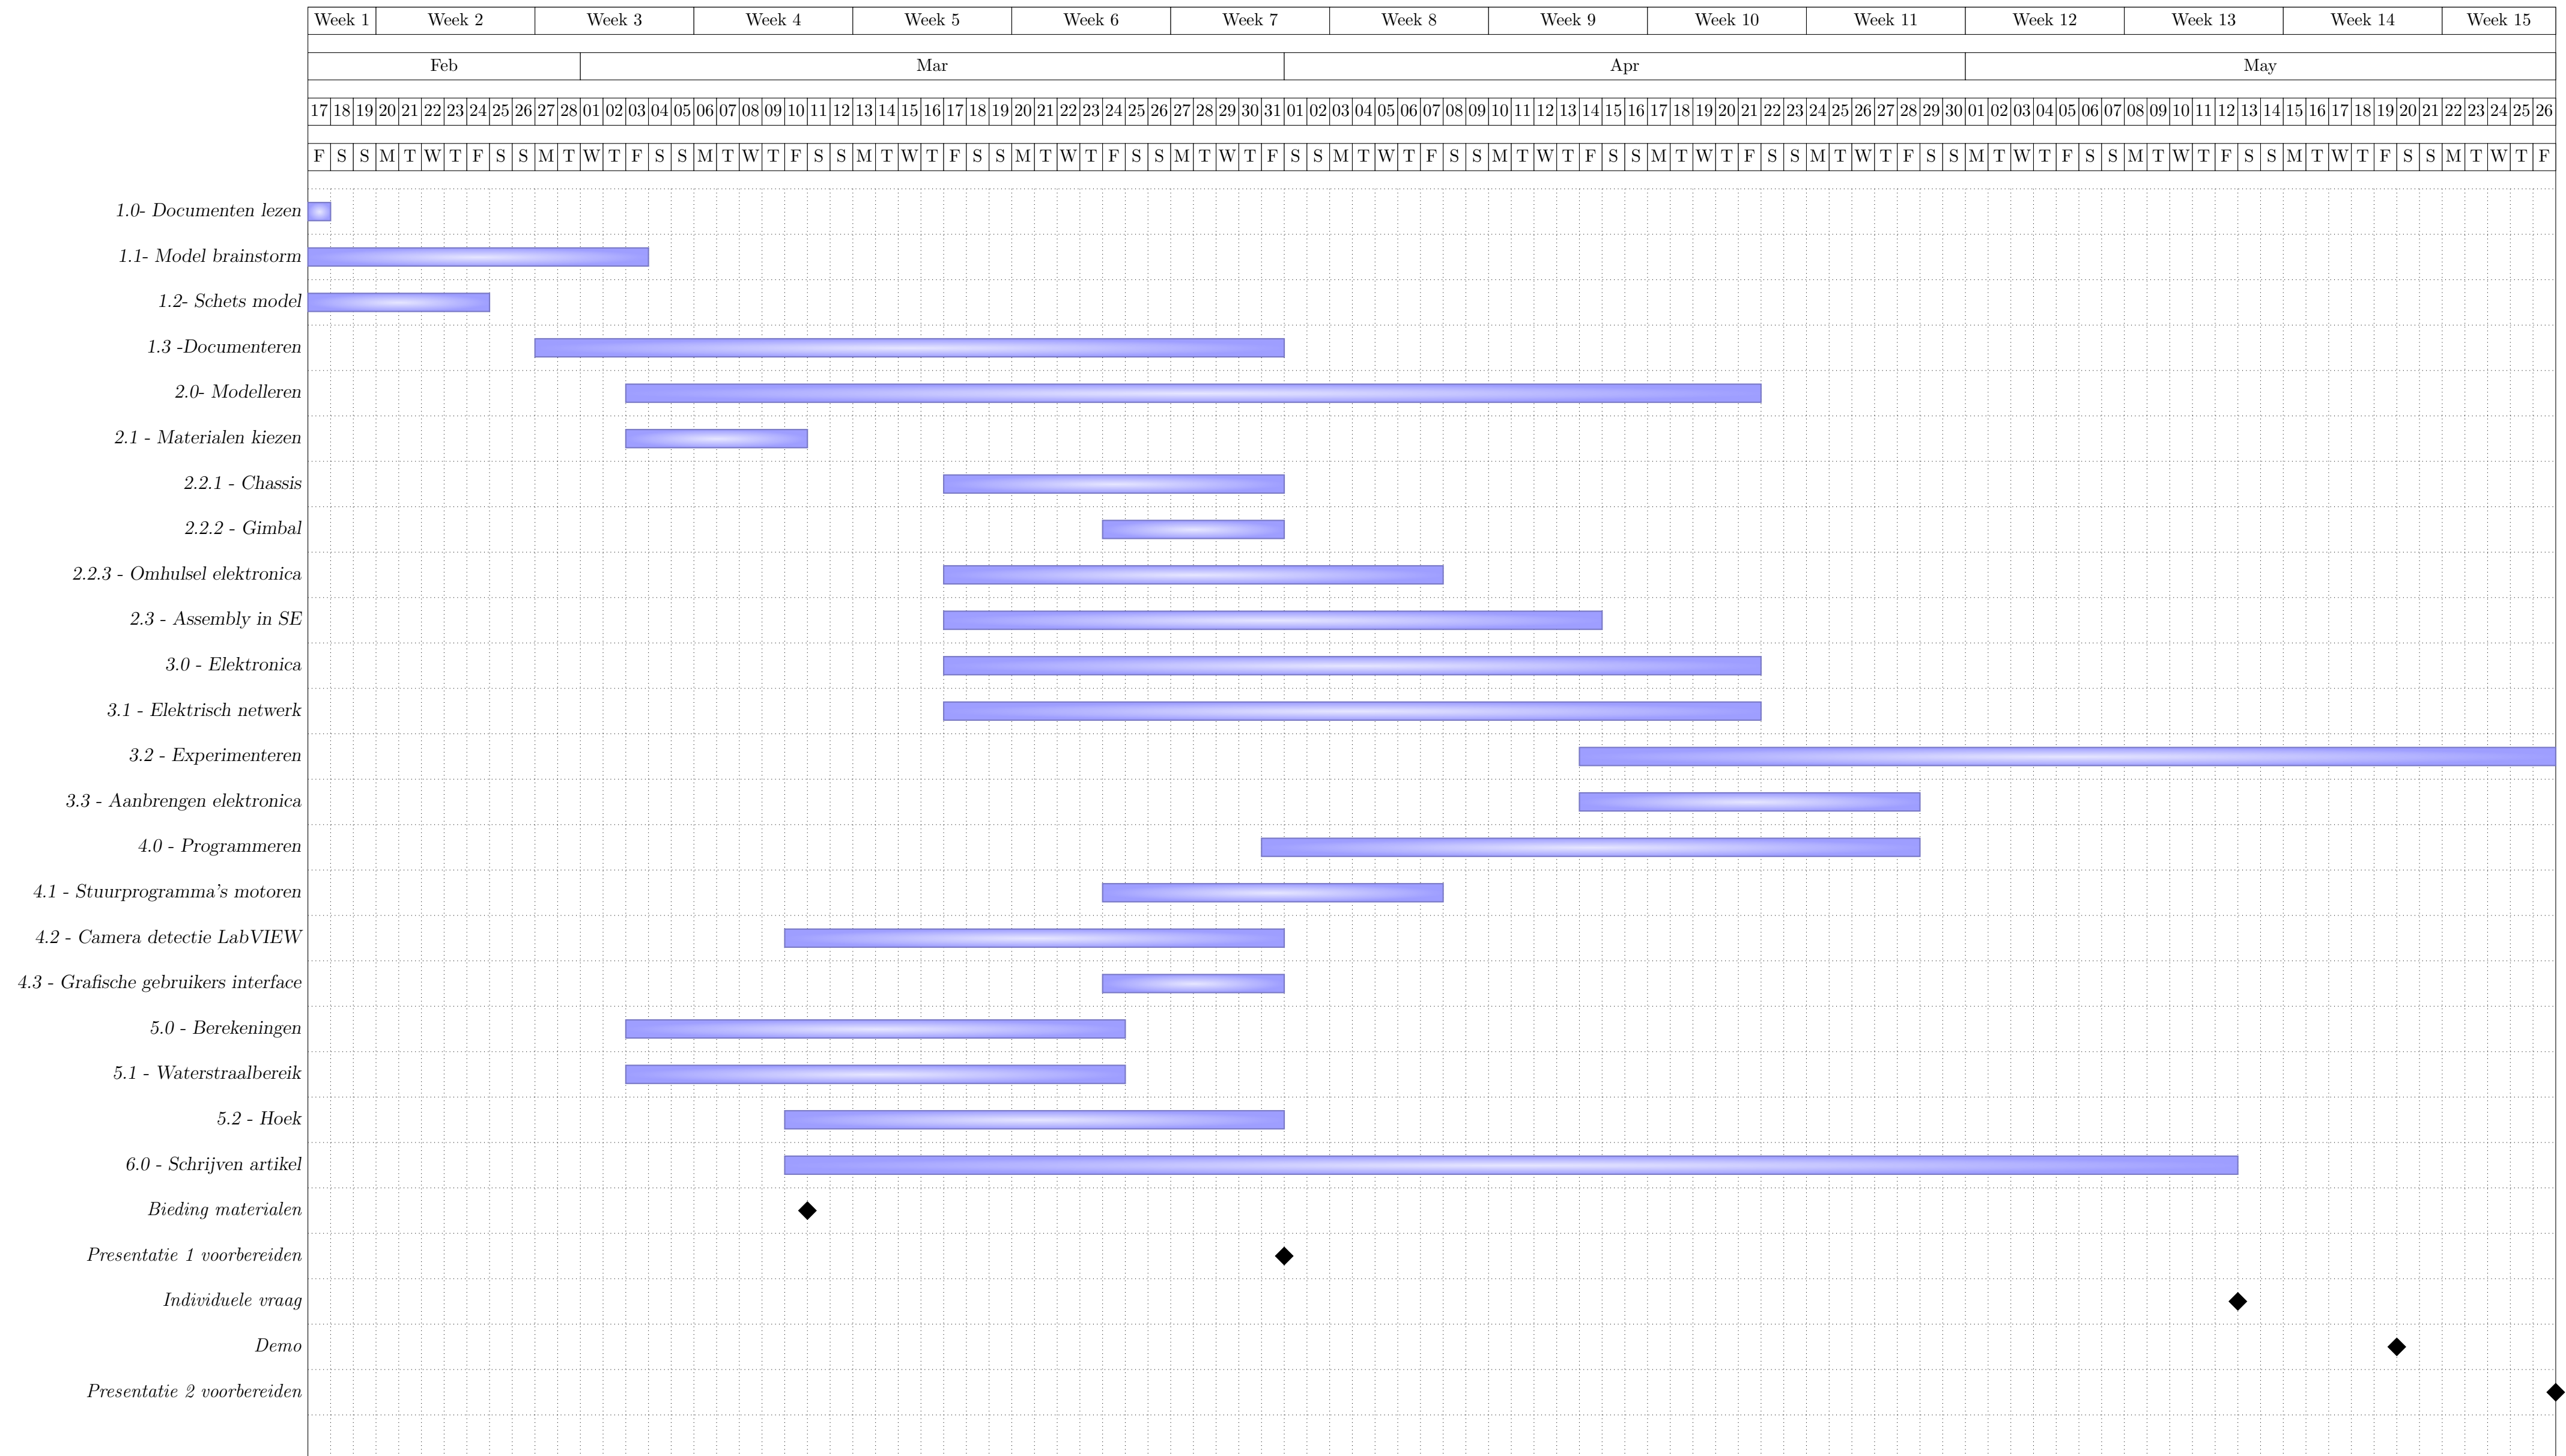 Week 1 Week 2 Week 3 Week 4 Week 5 Week 6 Week 7 Week 8 Week 9 Week 10 Week 11 Week 12 Week 13 Week 14 Week 15
Feb Mar Apr May
17 18 19 20 21 22 23 24 25 26 27 28 01 02 03 04 05 06 07 08 09 10 11 12 13 14 15 16 17 18 19 20 21 22 23 24 25 26 27 28 29 30 31 01 02 03 04 05 06 07 08 09 10 11 12 13 14 15 16 17 18 19 20 21 22 23 24 25 26 27 28 29 30 01 02 03 04 05 06 07 08 09 10 11 12 13 14 15 16 17 18 19 20 21 22 23 24 25 26
F S S M T W T F S S M T W T F S S M T W T F S S M T W T F S S M T W T F S S M T W T F S S M T W T F S S M T W T F S S M T W T F S S M T W T F S S M T W T F S S M T W T F S S M T W T F S S M T W T F
1.0- Documenten lezen
1.1- Model brainstorm
1.2- Schets model
1.3 -Documenteren
2.0- Modelleren
2.1 - Materialen kiezen
2.2.1 - Chassis
2.2.2 - Gimbal
2.2.3 - Omhulsel elektronica
2.3 - Assembly in SE
3.0 - Elektronica
3.1 - Elektrisch netwerk
3.2 - Experimenteren
3.3 - Aanbrengen elektronica
4.0 - Programmeren
4.1 - Stuurprogramma's motoren
4.2 - Camera detectie LabVIEW
4.3 - Grafische gebruikers interface
5.0 - Berekeningen
5.1 - Waterstraalbereik
5.2 - Hoek
6.0 - Schrijven artikel
Bieding materialen
Presentatie 1 voorbereiden
Individuele vraag
Demo
Presentatie 2 voorbereiden